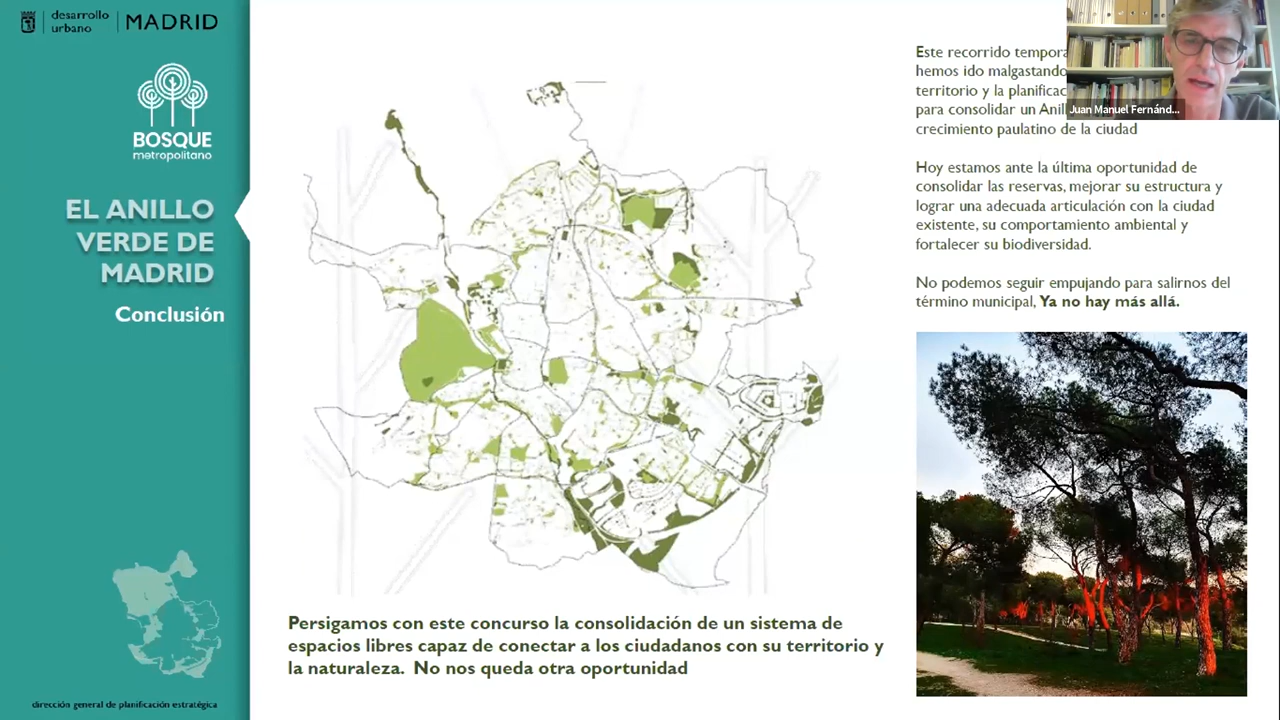 desarrollo
urbano
MADRID
BOSQUE
metropolitano
EL ANILLO
VERDE DE
MADRID
Conclusión
dirección general de planificación estratégica
Persigamos con este concurso la consolidación de un sistema de
espacios libres capaz de conectar a los ciudadanos con su territorio y
la naturaleza. No nos queda otra oportunidad
Este recorrido
hemos ido malgastando
territorio y la
para consolidar un
crecimiento paulatino de la ciudad
Hoy estamos ante la última oportunidad de
consolidar las reservas, mejorar su estructura y
lograr una adecuada articulación con la ciudad
existente, su comportamiento ambiental y
fortalecer su biodiversidad.
No podemos seguir empujando para salirnos del
término municipal, Ya no hay más allá.
Juan Manuel Fernánd...